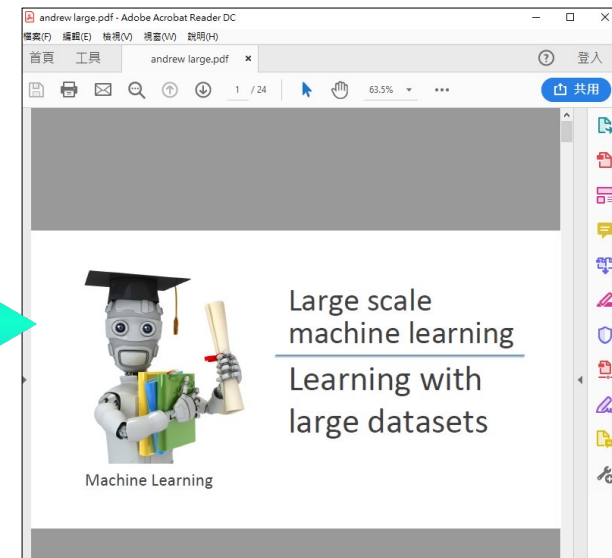 andrew large.pdf - Adobe Acrobat Reader DC
檔案(F) 編輯(E) 檢視(V) 視窗(W) 說明(H)
首頁 工具 andrew large.pdf × ? 登入
1 / 24 63.5% 共用
Large scale
machine learning
Learning with
large datasets
Machine Learning